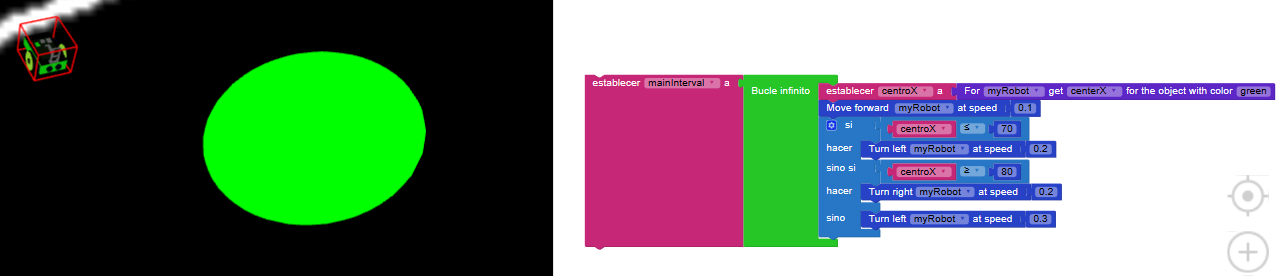 establecer mainInterval a
Bucle infinito
establecer centroX a For myRobot get centerX for the object with color green
Move forward myRobot at speed 0.1
si centroX ≤ 70
hacer Turn left myRobot at speed 0.2
sino si centroX ≥ 80
hacer Turn right myRobot at speed 0.2
sino Turn left myRobot at speed 0.3